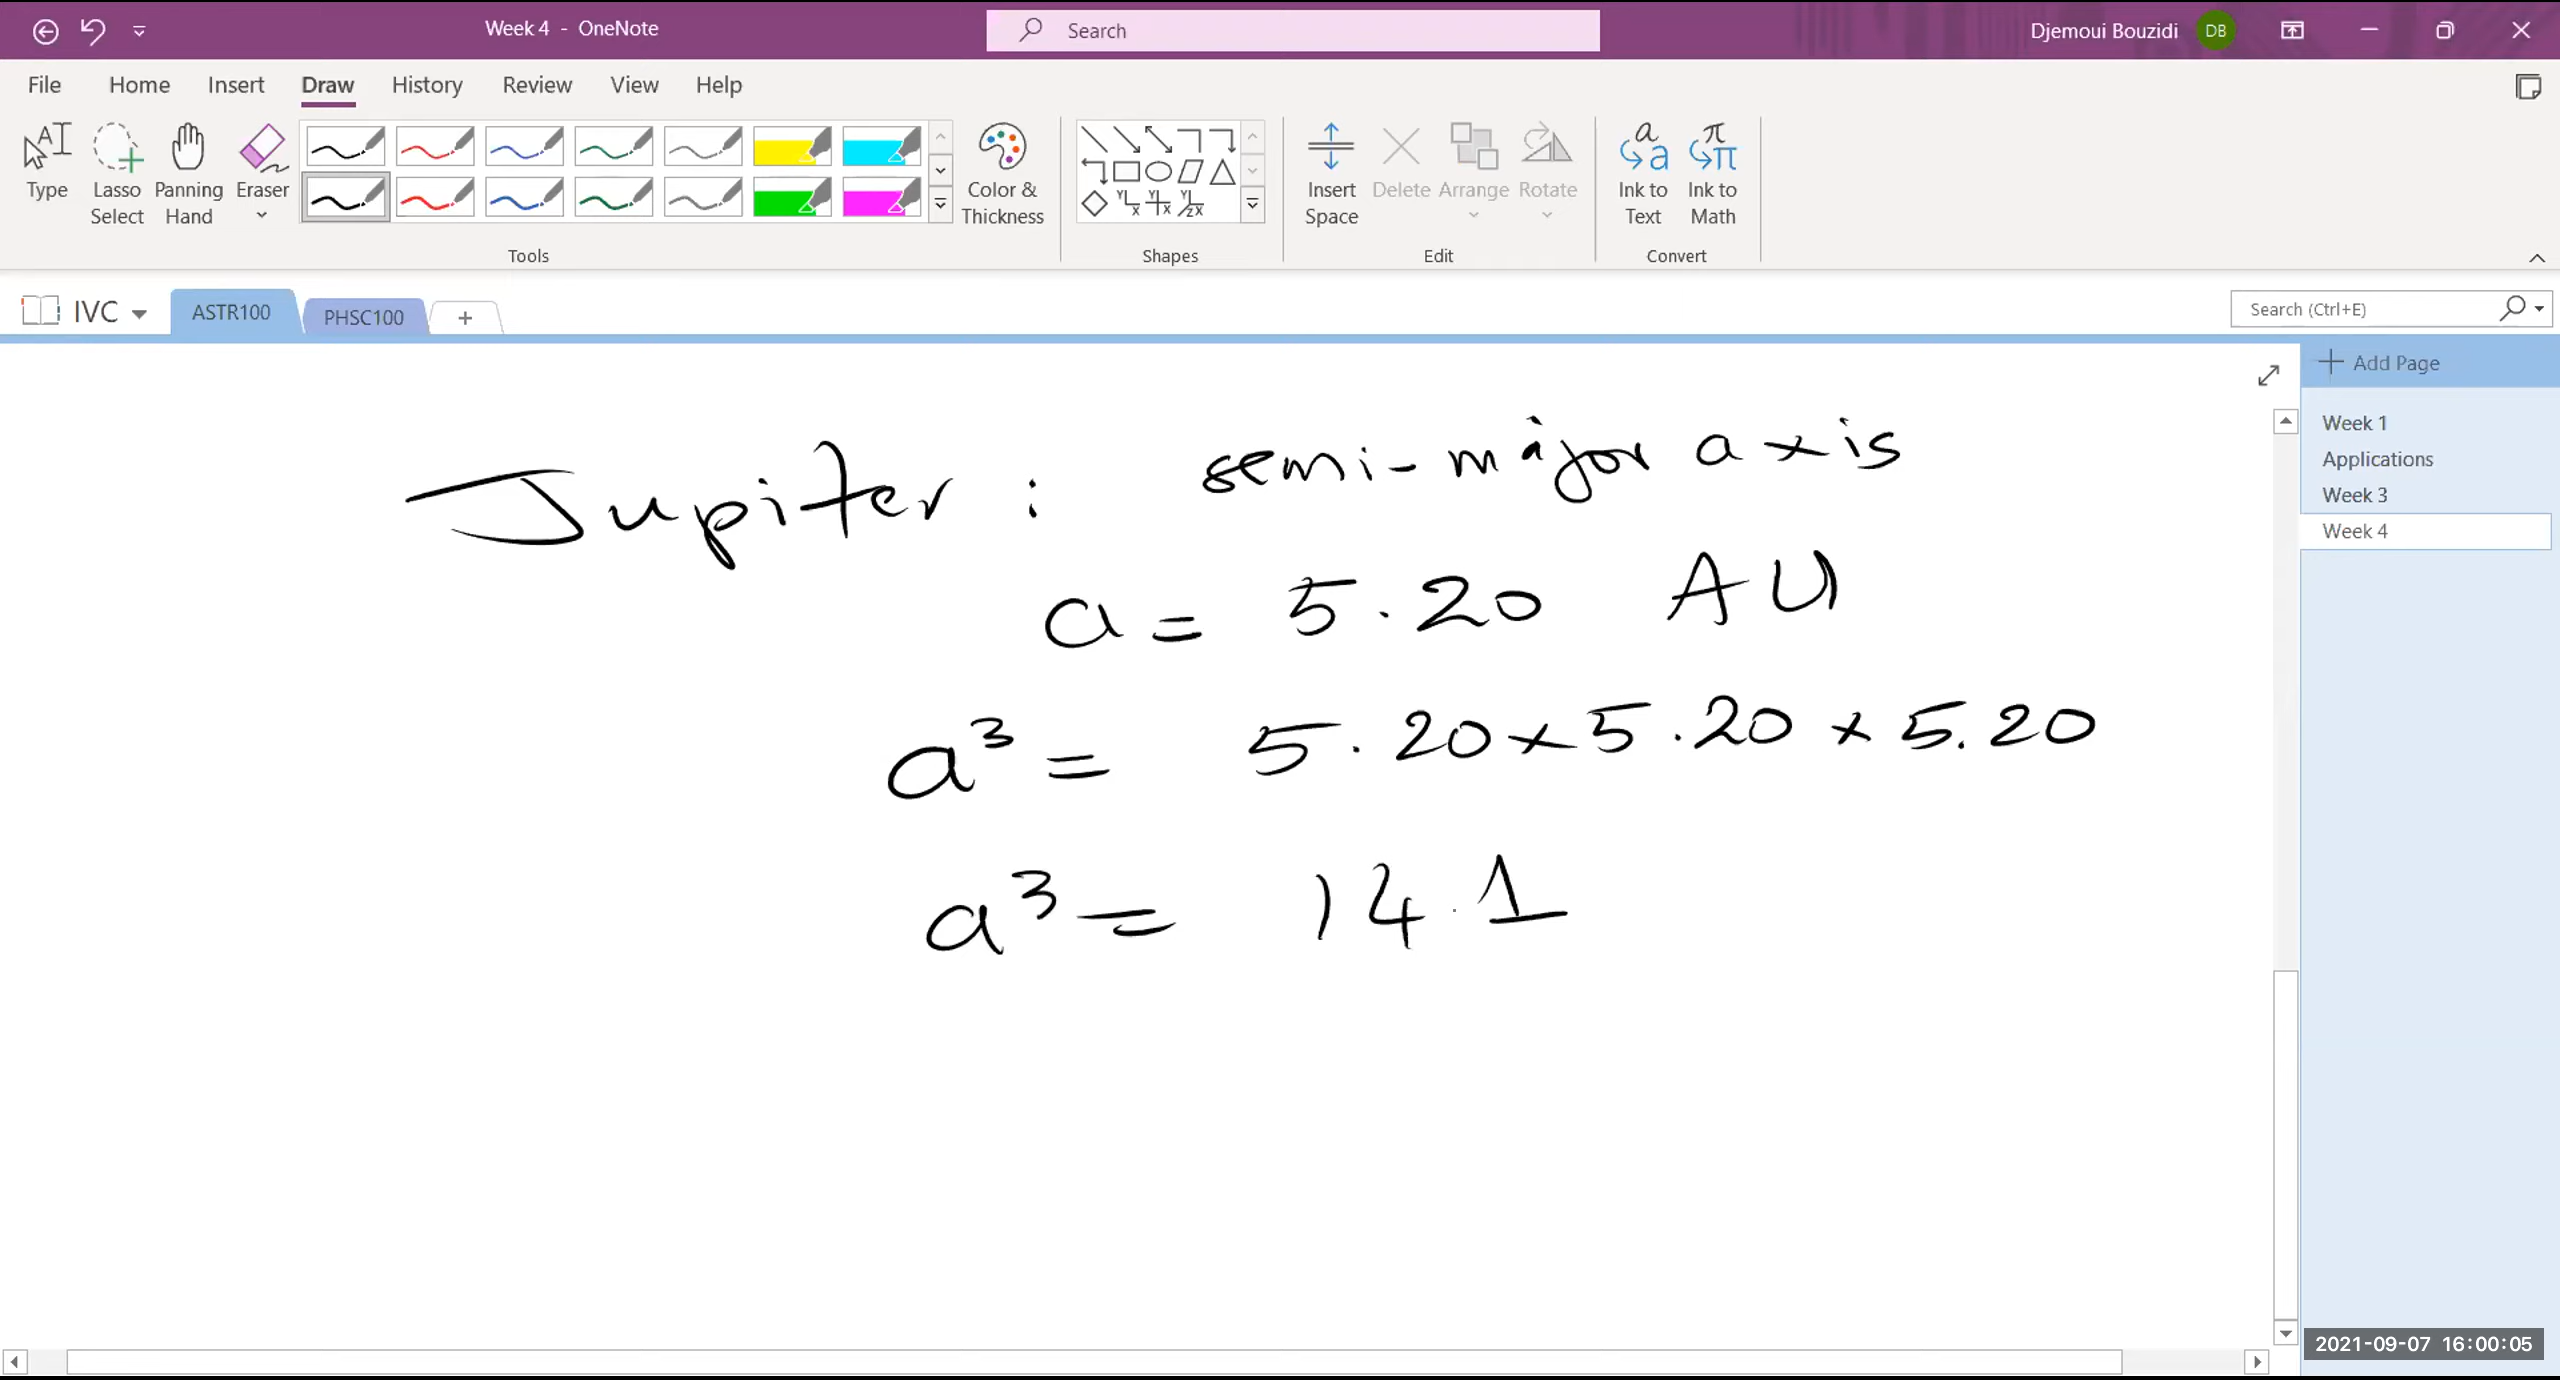 Week 4 - OneNote
Search
Djemoui Bouzidi
DB
File Home Insert Draw History Review View Help
Type
Lasso Select
Panning Hand
Eraser
Color & Thickness
Insert Space
Delete
Arrange
Rotate
Ink to Text
Ink to Math
Tools
Shapes
Edit
Convert
IVC
ASTR100
PHSC100
+
Search (Ctrl+E)
Add Page
Week 1
Applications
Week 3
Week 4
Jupiter : semi-major axis
a = 5.20 AU
a³ = 5.20 x 5.20 x 5.20
a³ = 14.1
2021-09-07 16:00:05